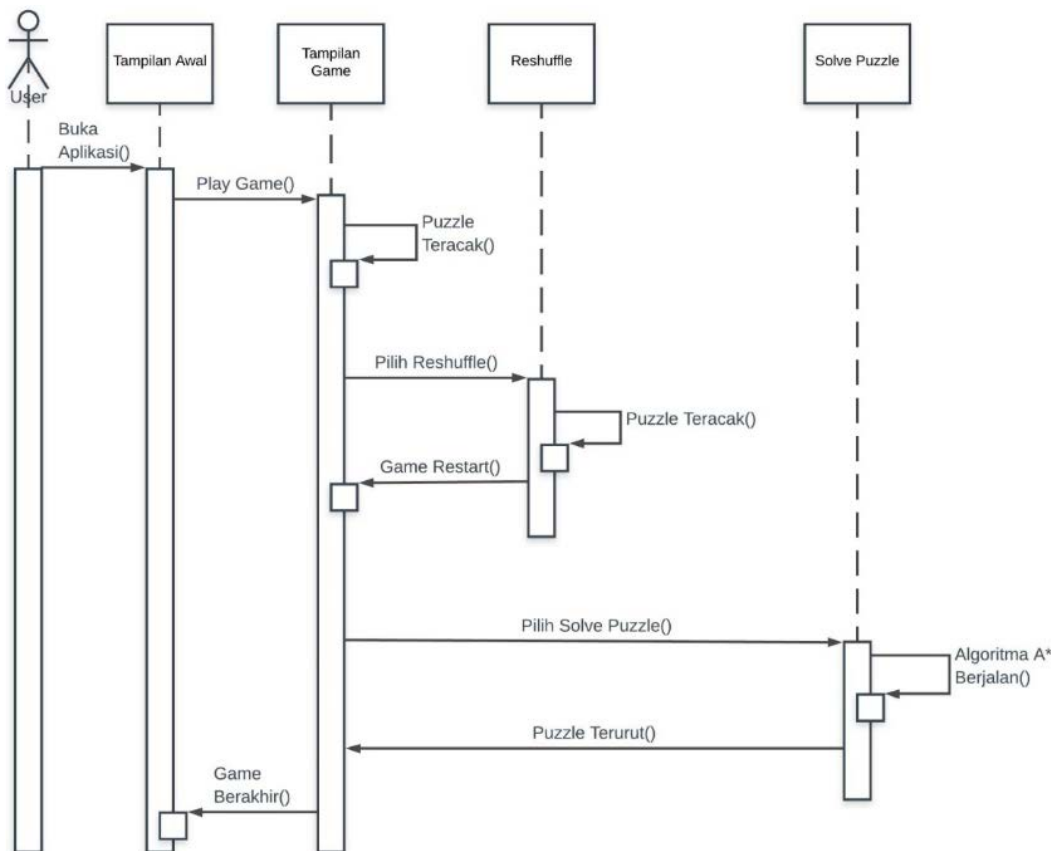 User
Tampilan Awal
Tampilan
Game
Reshuffle
Solve Puzzle
Buka
Aplikasi()
Play Game()
Puzzle
Teracak()
Pilih Reshuffle()
Puzzle Teracak()
Game Restart()
Pilih Solve Puzzle()
Algoritma A*
Berjalan()
Puzzle Terurut()
Game
Berakhir()